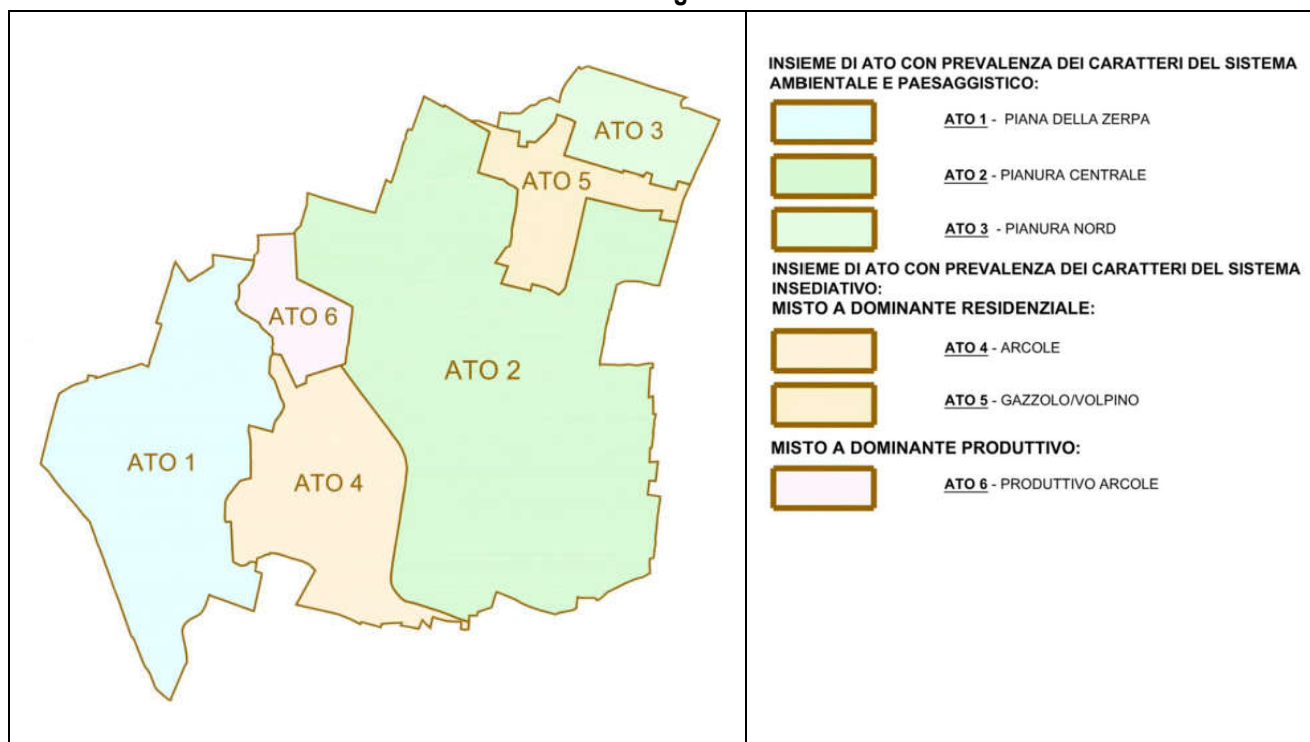 ATO 3
ATO 5
ATO 6
ATO 2
ATO 1
ATO 4
INSIEME DI ATO CON PREVALENZA DEI CARATTERI DEL SISTEMA
AMBIENTALE E PAESAGGISTICO:
ATO 1 - PIANA DELLA ZERPA
ATO 2 - PIANURA CENTRALE
ATO 3 - PIANURA NORD
INSIEME DI ATO CON PREVALENZA DEI CARATTERI DEL SISTEMA
INSEDIATIVO:
MISTO A DOMINANTE RESIDENZIALE:
ATO 4 - ARCOLE
ATO 5 - GAZZOLO/VOLPINO
MISTO A DOMINANTE PRODUTTIVO:
ATO 6 - PRODUTTIVO ARCOLE